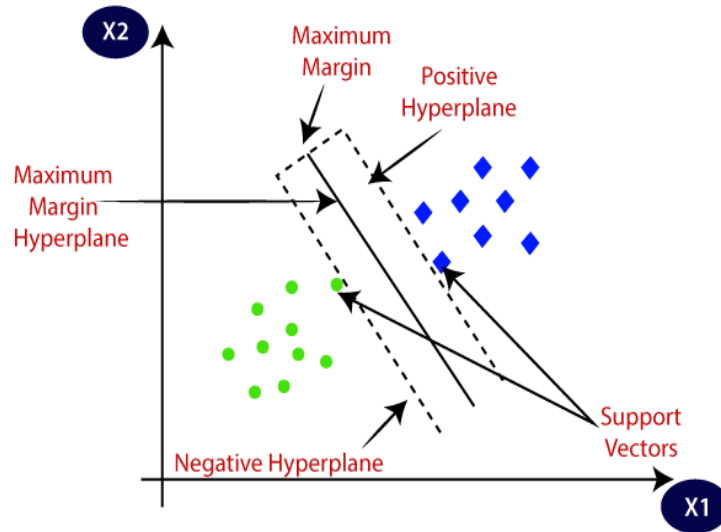 X2
Maximum
Margin
Positive
Hyperplane
Maximum
Margin
Hyperplane
Support
Vectors
Negative Hyperplane
X1